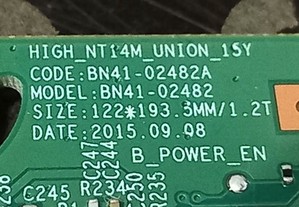 HIGH_NT14M_UNION_15Y
CODE:BN41-02482A
MODEL:BN41-02482
SIZE:122*193.5MM/1.2T
DATE:2015.09.08
B_POWER_EN
C247
C244
C245 R234
C250
R235